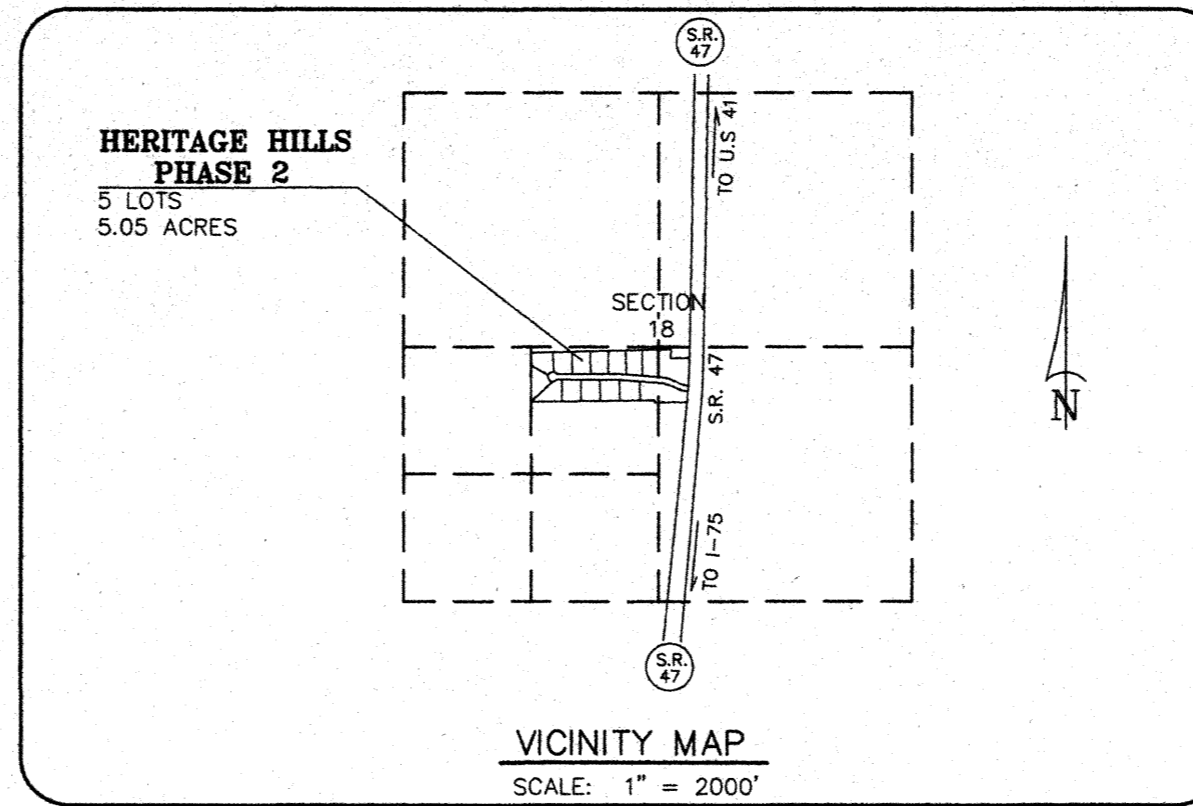 S.R.
47
TO U.S 41
HERITAGE HILLS
PHASE 2
5 LOTS
5.05 ACRES
SECTION
18
S.R. 47
N
TO I-75
S.R.
47
VICINITY MAP
SCALE: 1" = 2000'